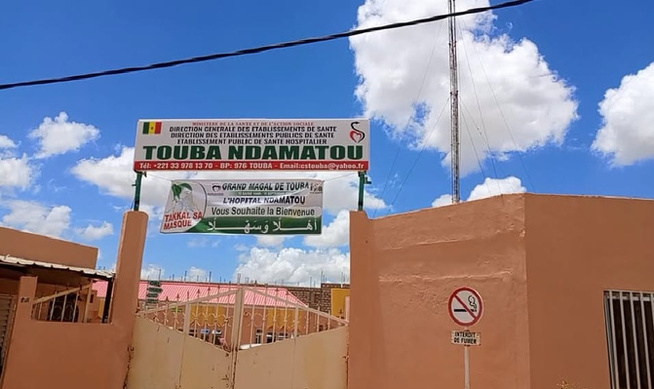 MINISTERE DE LA SANTE ET DE L'ACTION SOCIALE
DIRECTION GENERALE DES ETABLISSEMENTS DE SANTE
DIRECTION DES ETABLISSEMENTS PUBLICS DE SANTE
ETABLISSEMENT PUBLIC DE SANTE HOSPITALIER
TOUBA NDAMATOU
Tél: +221 33 978 13 70 - BP: 976 TOUBA - Email:cstouba@yahoo
GRAND MAGAL DE TOUBA
L'HOPITAL NDAMATOU
TAKKAL SA
MASQUE
Vous Souhaite la Bienvenue
أهلا وسهلا
INTERDIT
DE FUMER